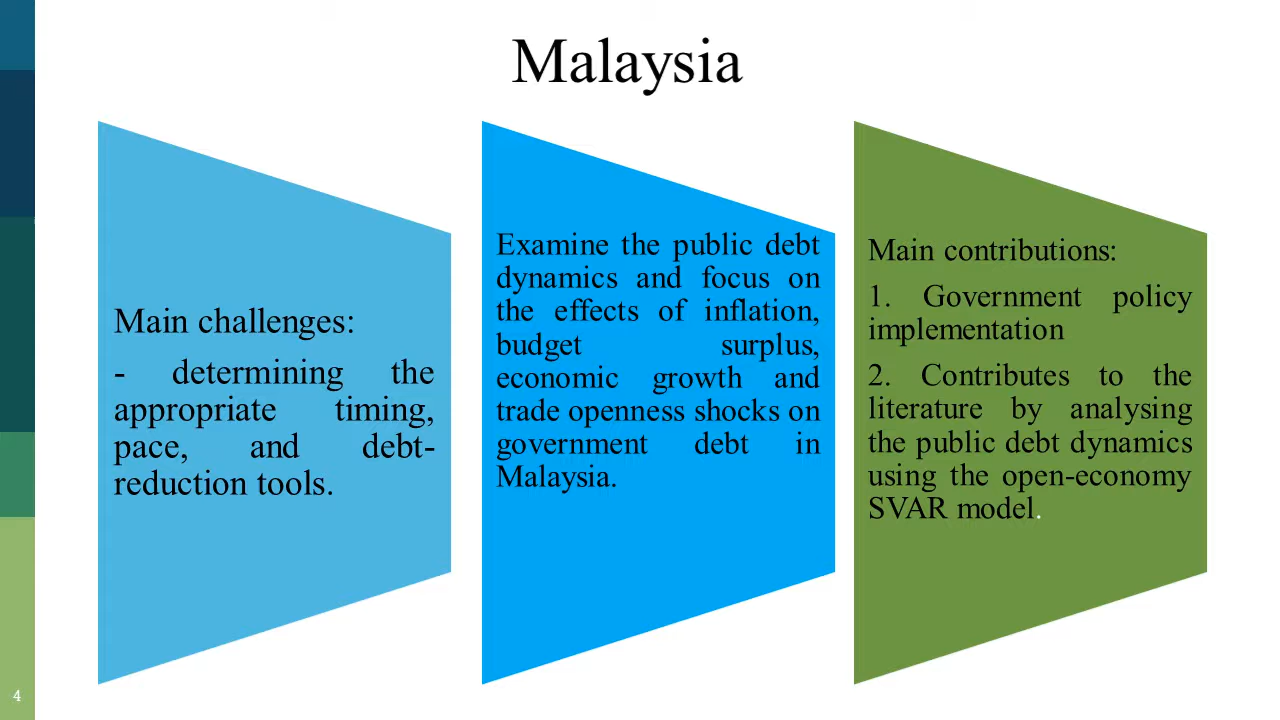 Malaysia
Main challenges:
- determining the
appropriate timing,
pace, and debt-
reduction tools.
Examine the public debt
dynamics and focus on
the effects of inflation,
budget surplus,
economic growth and
trade openness shocks on
government debt in
Malaysia.
Main contributions:
1. Government policy
implementation
2. Contributes to the
literature by analysing
the public debt dynamics
using the open-economy
SVAR model.
4